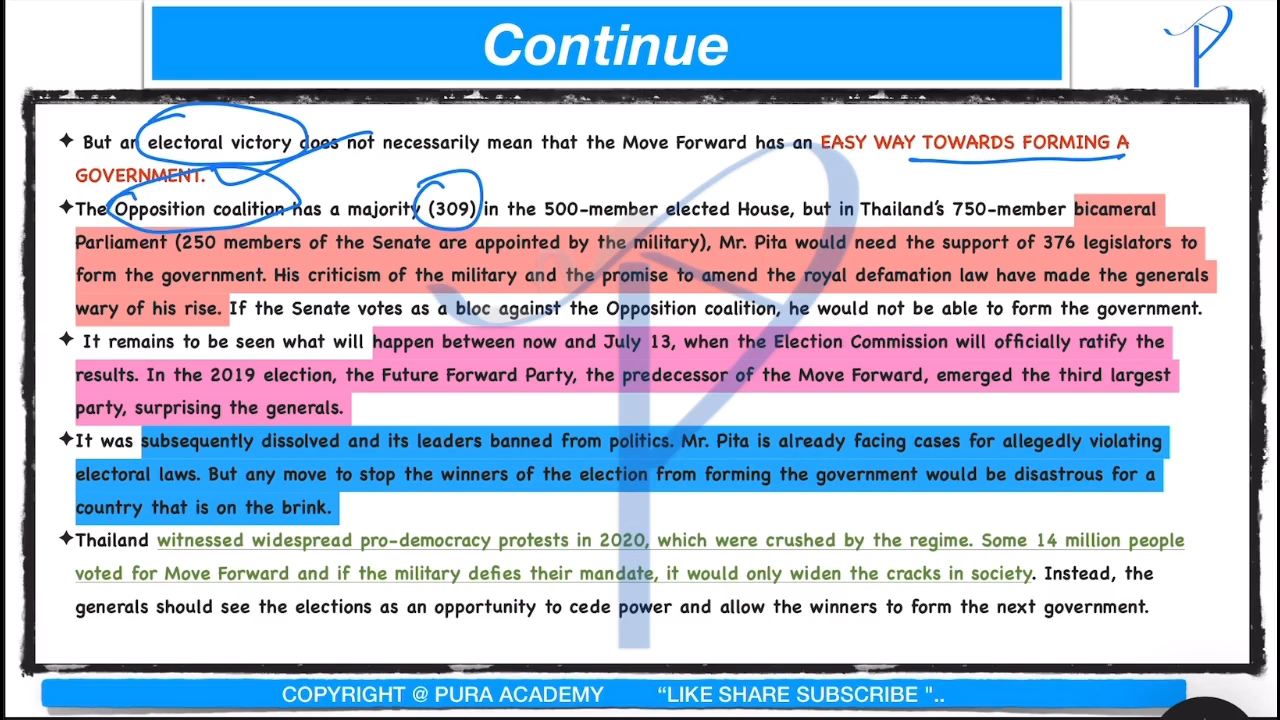 Continue
✦ But an electoral victory does not necessarily mean that the Move Forward has an EASY WAY TOWARDS FORMING A
GOVERNMENT.
✦The Opposition coalition has a majority (309) in the 500-member elected House, but in Thailand's 750-member bicameral
Parliament (250 members of the Senate are appointed by the military), Mr. Pita would need the support of 376 legislators to
form the government. His criticism of the military and the promise to amend the royal defamation law have made the generals
wary of his rise. If the Senate votes as a bloc against the Opposition coalition, he would not be able to form the government.
✦ It remains to be seen what will happen between now and July 13, when the Election Commission will officially ratify the
results. In the 2019 election, the Future Forward Party, the predecessor of the Move Forward, emerged the third largest
party, surprising the generals.
✦It was subsequently dissolved and its leaders banned from politics. Mr. Pita is already facing cases for allegedly violating
electoral laws. But any move to stop the winners of the election from forming the government would be disastrous for a
country that is on the brink.
✦Thailand witnessed widespread pro-democracy protests in 2020, which were crushed by the regime. Some 14 million people
voted for Move Forward and if the military defies their mandate, it would only widen the cracks in society. Instead, the
generals should see the elections as an opportunity to cede power and allow the winners to form the next government.
COPYRIGHT @ PURA ACADEMY "LIKE SHARE SUBSCRIBE "..